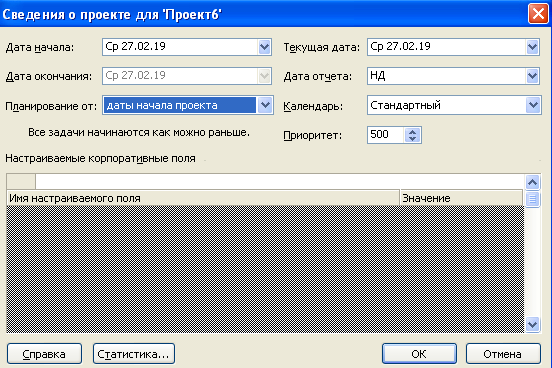 Сведения о проекте для 'Проект6'
Дата начала: Ср 27.02.19 Текущая дата: Ср 27.02.19
Дата окончания: Ср 27.02.19 Дата отчета: НД
Планирование от: даты начала проекта Календарь: Стандартный
Все задачи начинаются как можно раньше. Приоритет: 500
Настраиваемые корпоративные поля
Имя настраиваемого поля Значение
Справка Статистика... ОК Отмена